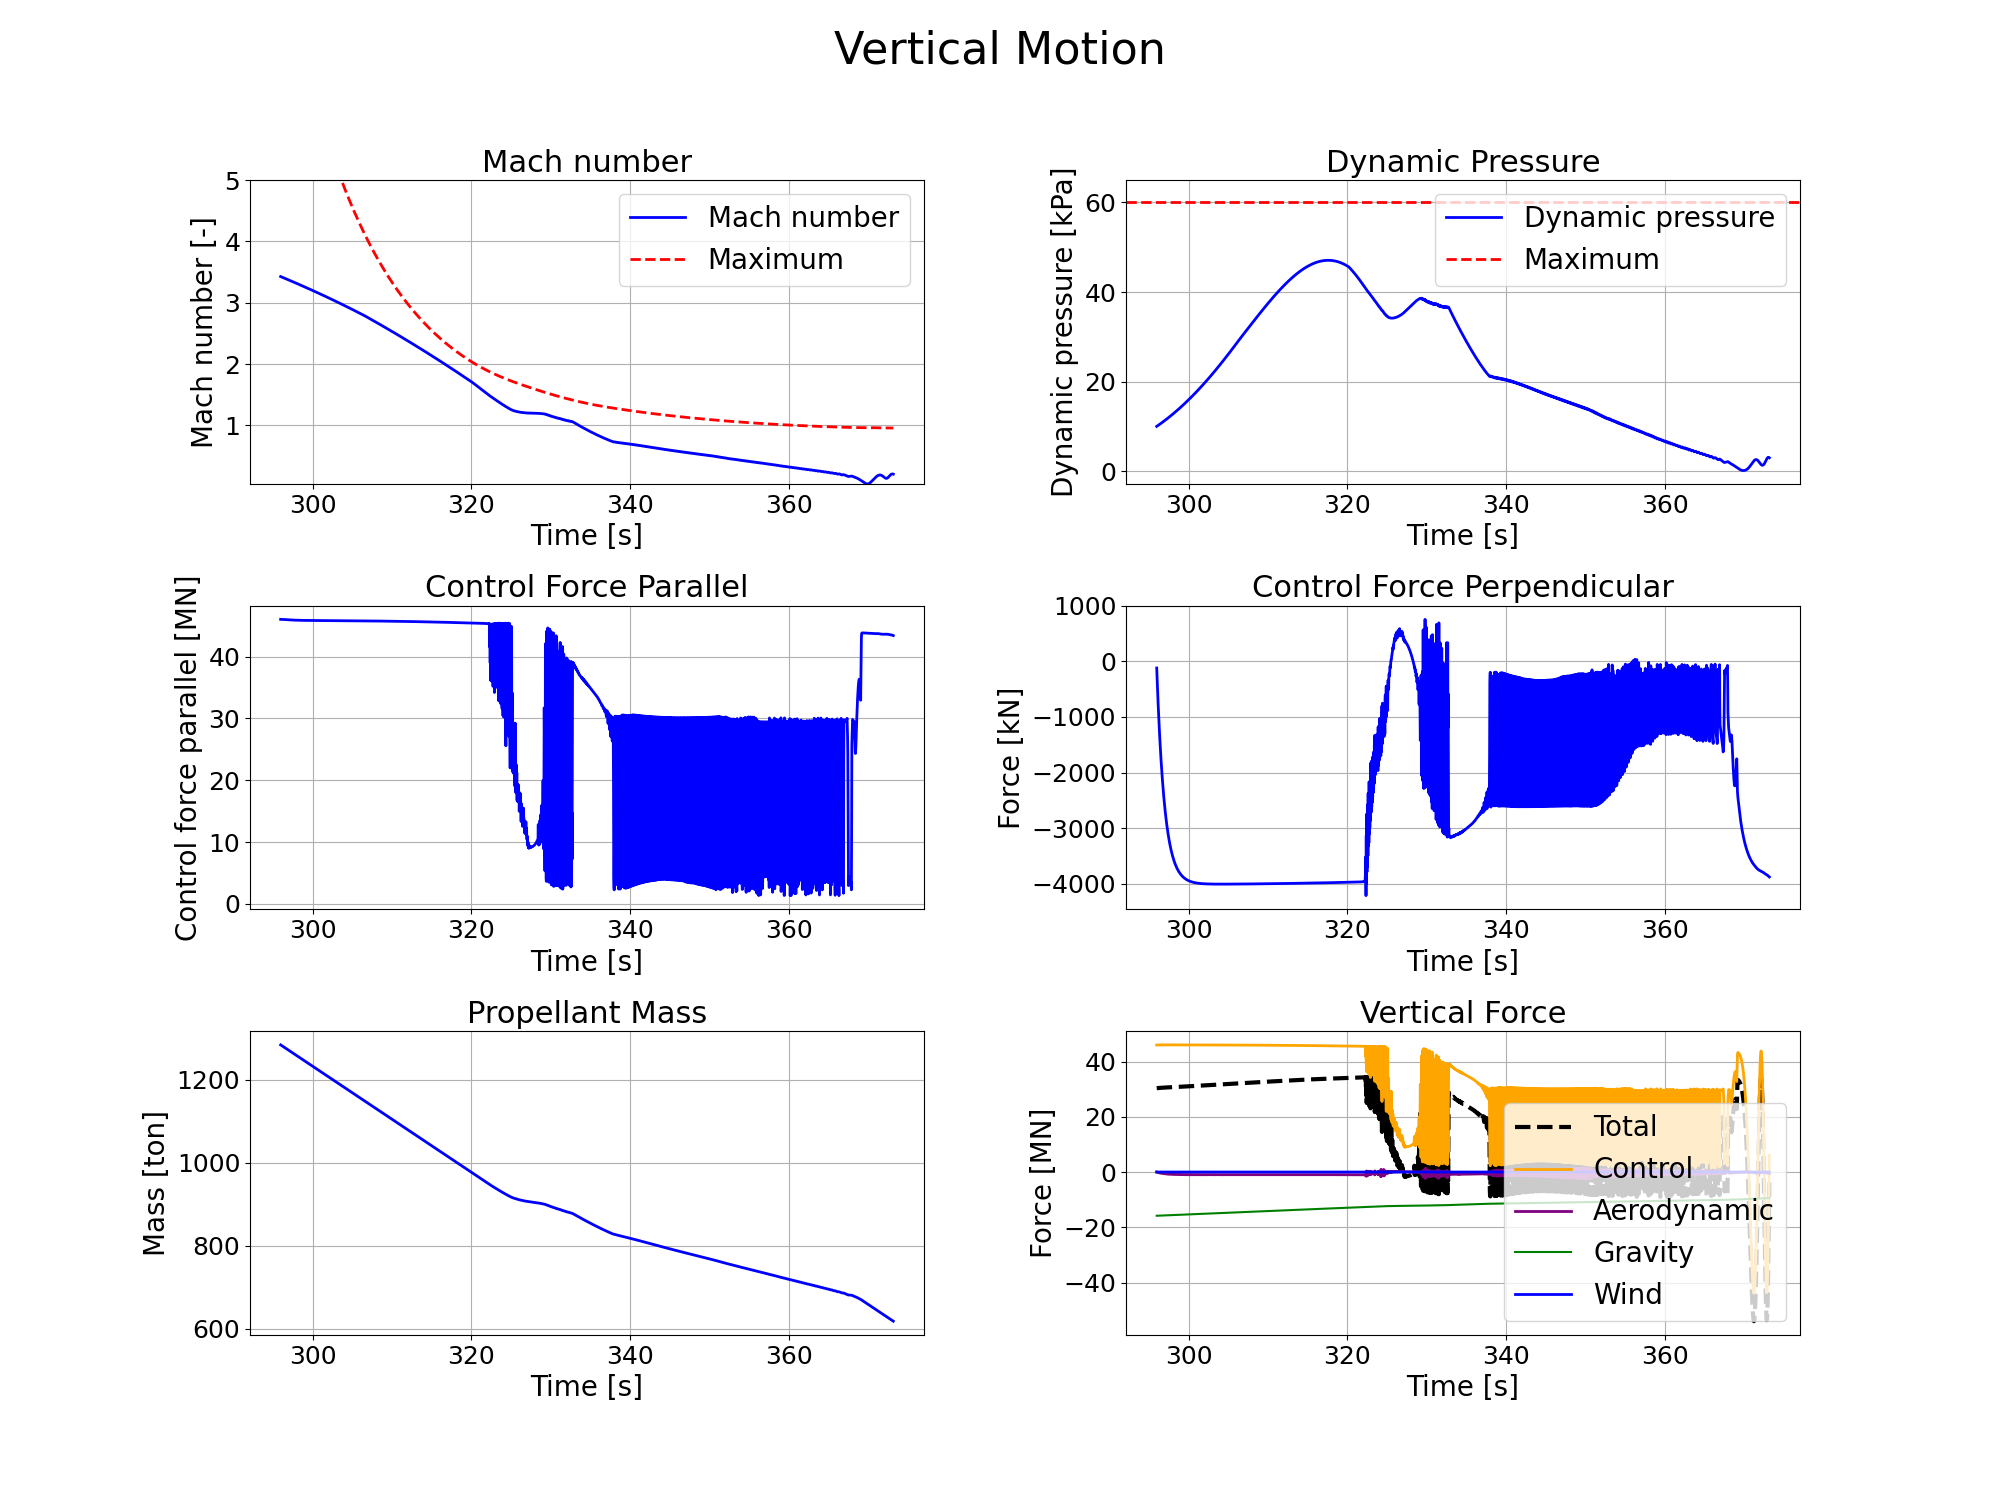 Vertical Motion
Mach number
Mach number [-]
5
4
3
2
1
Mach number
Maximum
300 320 340 360
Time [s]
Dynamic Pressure
Dynamic pressure [kPa]
60
40
20
0
Dynamic pressure
Maximum
300 320 340 360
Time [s]
Control Force Parallel
Control force parallel [MN]
40
30
20
10
0
300 320 340 360
Time [s]
Control Force Perpendicular
Force [kN]
1000
0
−1000
−2000
−3000
−4000
300 320 340 360
Time [s]
Propellant Mass
Mass [ton]
1200
1000
800
600
300 320 340 360
Time [s]
Vertical Force
Force [MN]
40
20
0
−20
−40
Total
Control
Aerodynamic
Gravity
Wind
300 320 340 360
Time [s]